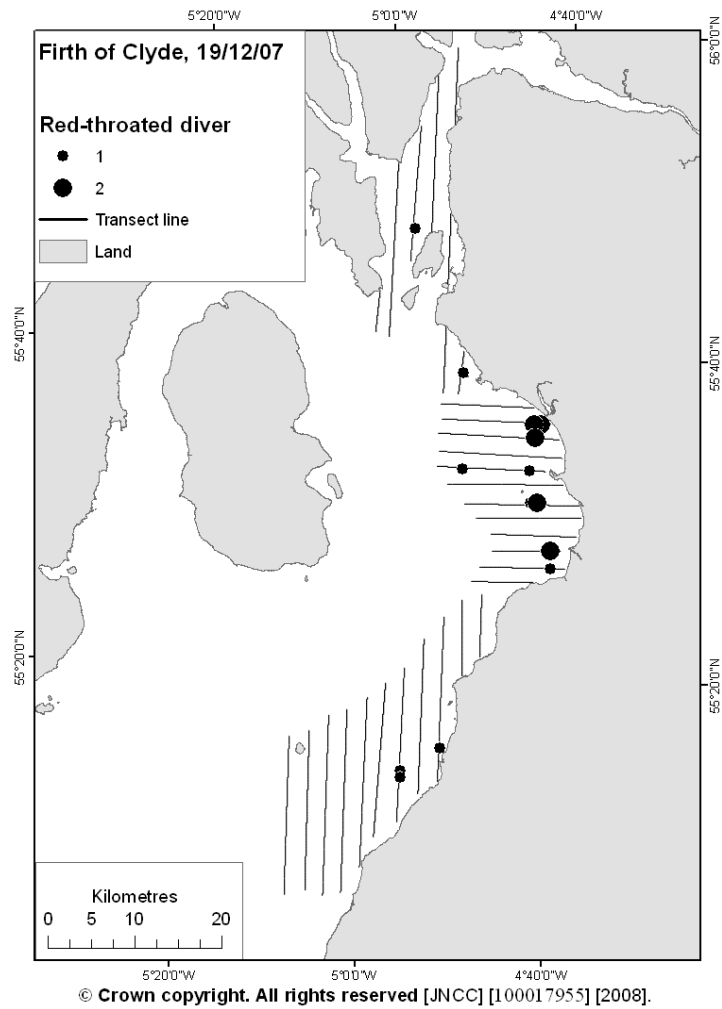 5°20'0"W 5°0'0"W 4°40'0"W
56°0'0"N
Firth of Clyde, 19/12/07
Red-throated diver
1
2
Transect line
Land
55°40'0"N
55°40'0"N
55°20'0"N
55°20'0"N
Kilometres
0 5 10 20
5°20'0"W 5°0'0"W 4°40'0"W
© Crown copyright. All rights reserved [JNCC] [100017955] [2008].